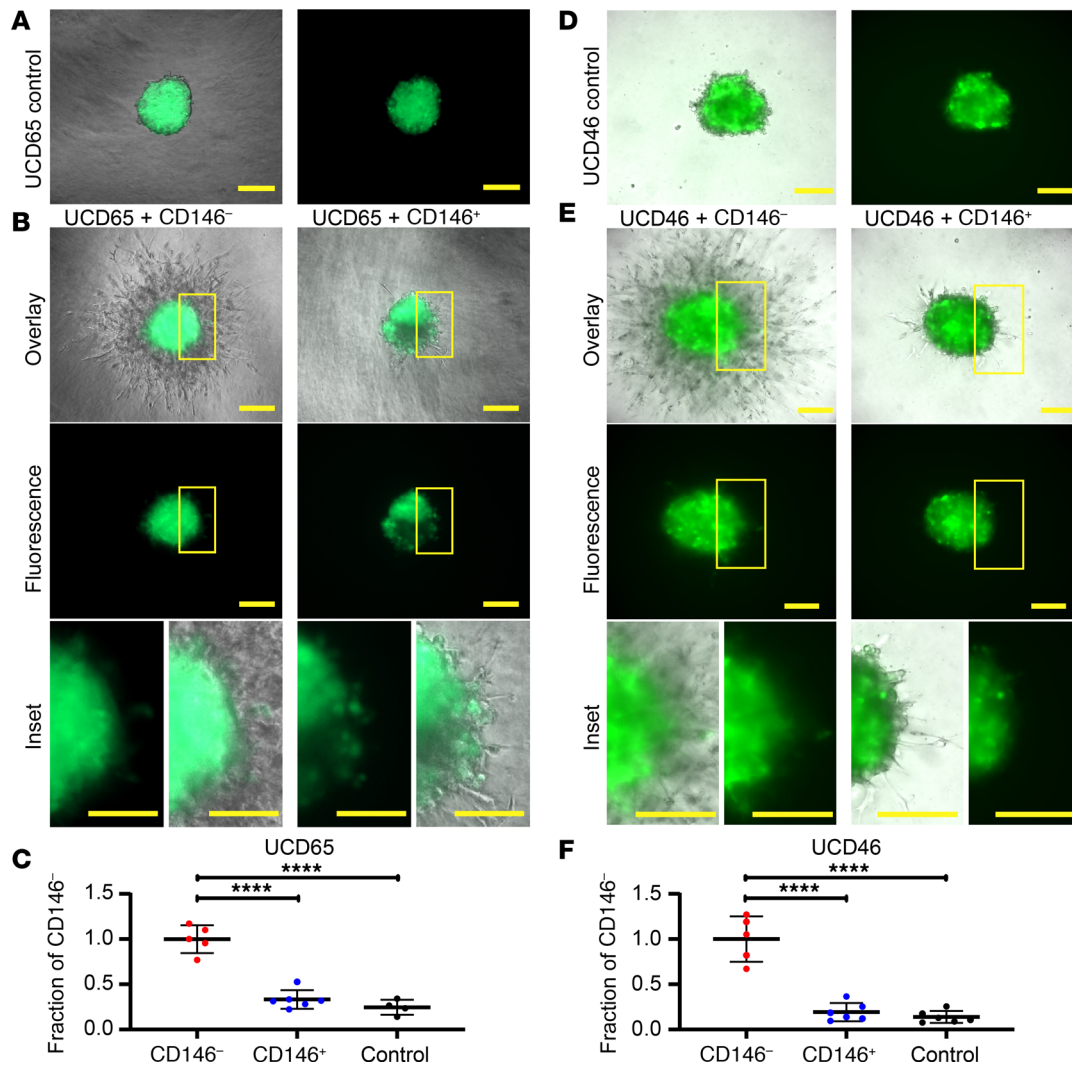 A
UCD65 control
B
UCD65 + CD146⁻
UCD65 + CD146⁺
Overlay
Fluorescence
Inset
C
UCD65
****
****
Fraction of CD146⁻
1.5
1.0
0.5
0.0
CD146⁻
CD146⁺
Control
D
UCD46 control
E
UCD46 + CD146⁻
UCD46 + CD146⁺
Overlay
Fluorescence
Inset
F
UCD46
****
****
Fraction of CD146⁻
1.5
1.0
0.5
0.0
CD146⁻
CD146⁺
Control